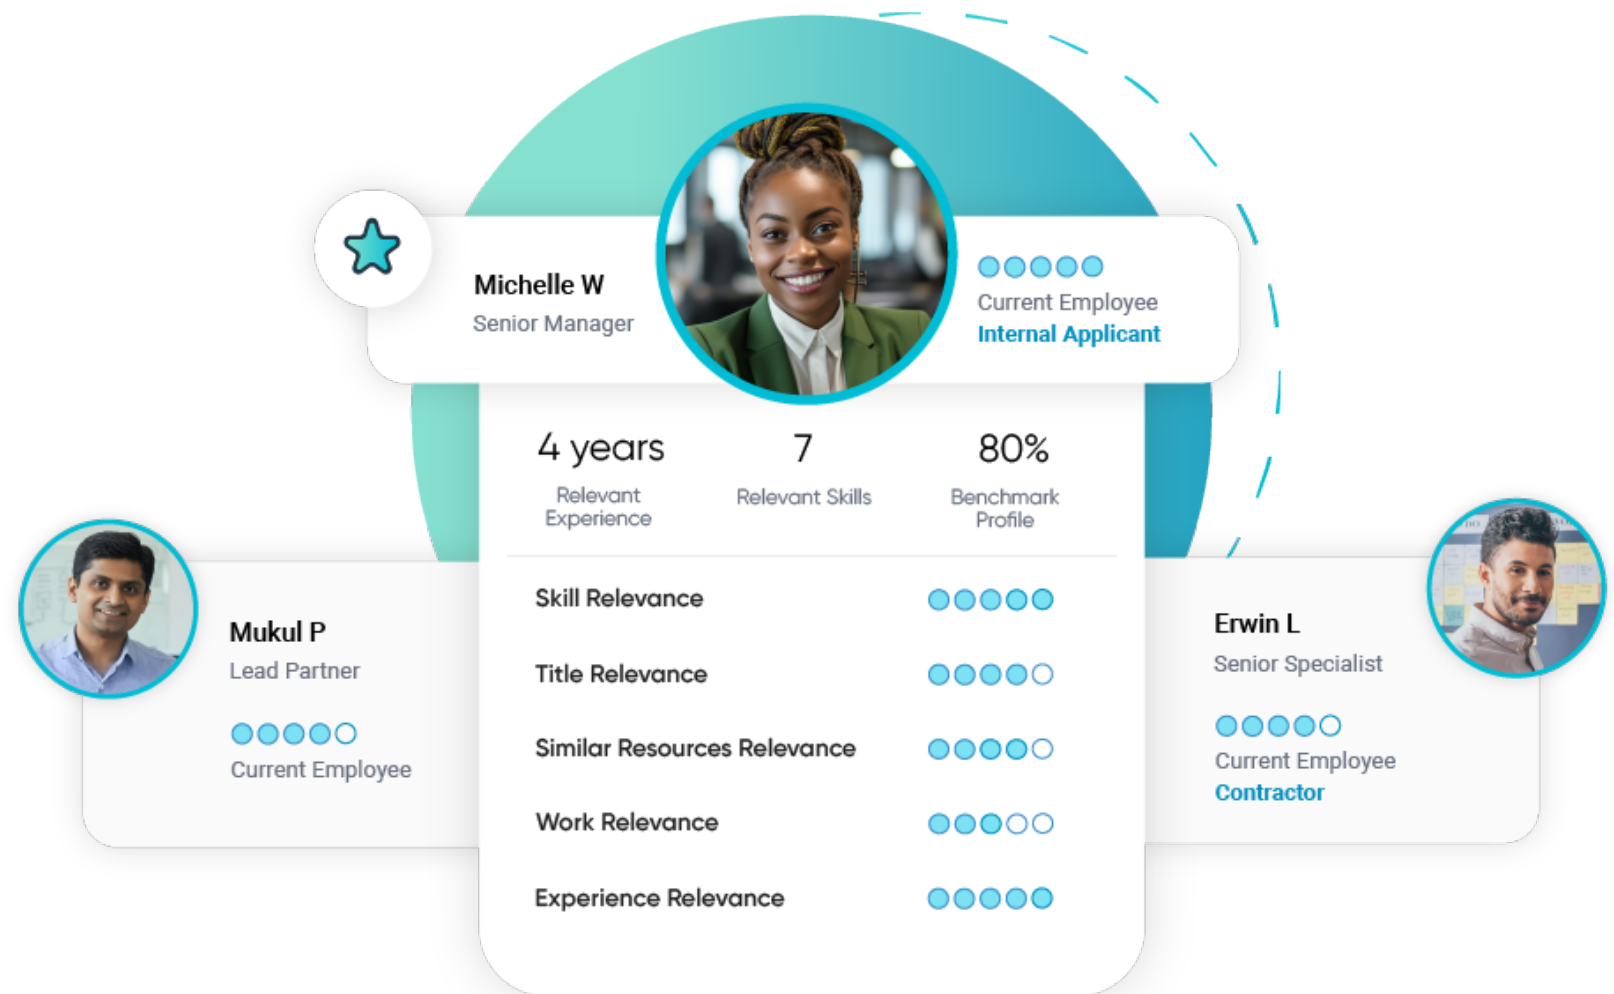 Michelle W
Senior Manager
Current Employee
Internal Applicant
4 years
Relevant
Experience
7
Relevant Skills
80%
Benchmark
Profile
Skill Relevance
Title Relevance
Similar Resources Relevance
Work Relevance
Experience Relevance
Mukul P
Lead Partner
Current Employee
Erwin L
Senior Specialist
Current Employee
Contractor